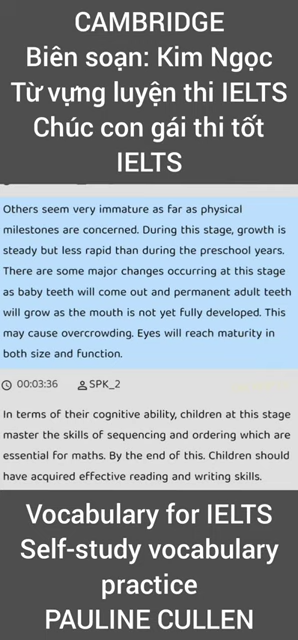 CAMBRIDGE
Biên soạn: Kim Ngọc
Từ vựng luyện thi IELTS
Chúc con gái thi tốt
IELTS
Others seem very immature as far as physical
milestones are concerned. During this stage, growth is
steady but less rapid than during the preschool years.
There are some major changes occurring at this stage
as baby teeth will come out and permanent adult teeth
will grow as the mouth is not yet fully developed. This
may cause overcrowding. Eyes will reach maturity in
both size and function.
00:03:36 SPK_2
In terms of their cognitive ability, children at this stage
master the skills of sequencing and ordering which are
essential for maths. By the end of this. Children should
have acquired effective reading and writing skills.
Vocabulary for IELTS
Self-study vocabulary
practice
PAULINE CULLEN